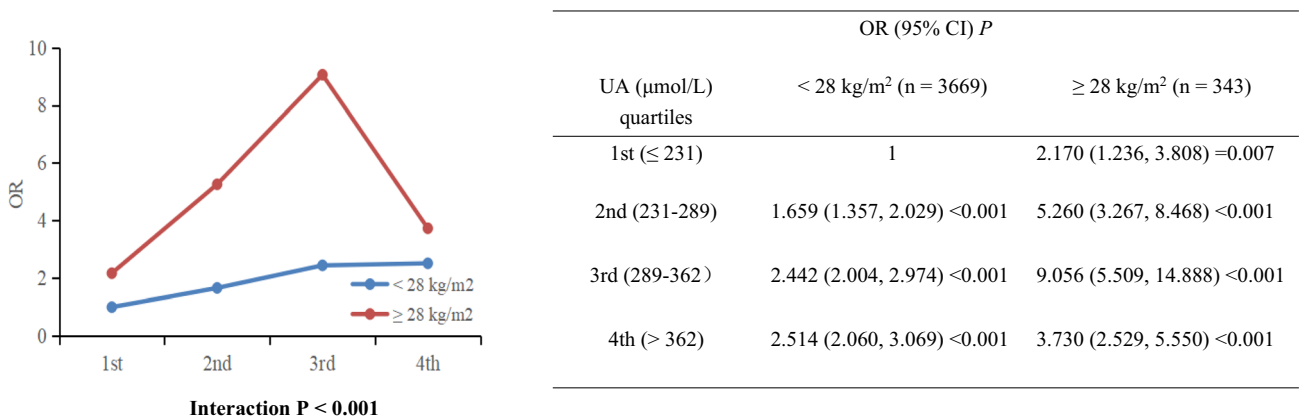 10
8
6
4
2
0
OR
1st
2nd
3rd
4th
< 28 kg/m2
≥ 28 kg/m2
Interaction P < 0.001
OR (95% CI) P
UA (μmol/L)
quartiles
< 28 kg/m² (n = 3669)
≥ 28 kg/m² (n = 343)
1st (≤ 231) 1 2.170 (1.236, 3.808) =0.007
2nd (231-289) 1.659 (1.357, 2.029) <0.001 5.260 (3.267, 8.468) <0.001
3rd (289-362） 2.442 (2.004, 2.974) <0.001 9.056 (5.509, 14.888) <0.001
4th (> 362) 2.514 (2.060, 3.069) <0.001 3.730 (2.529, 5.550) <0.001